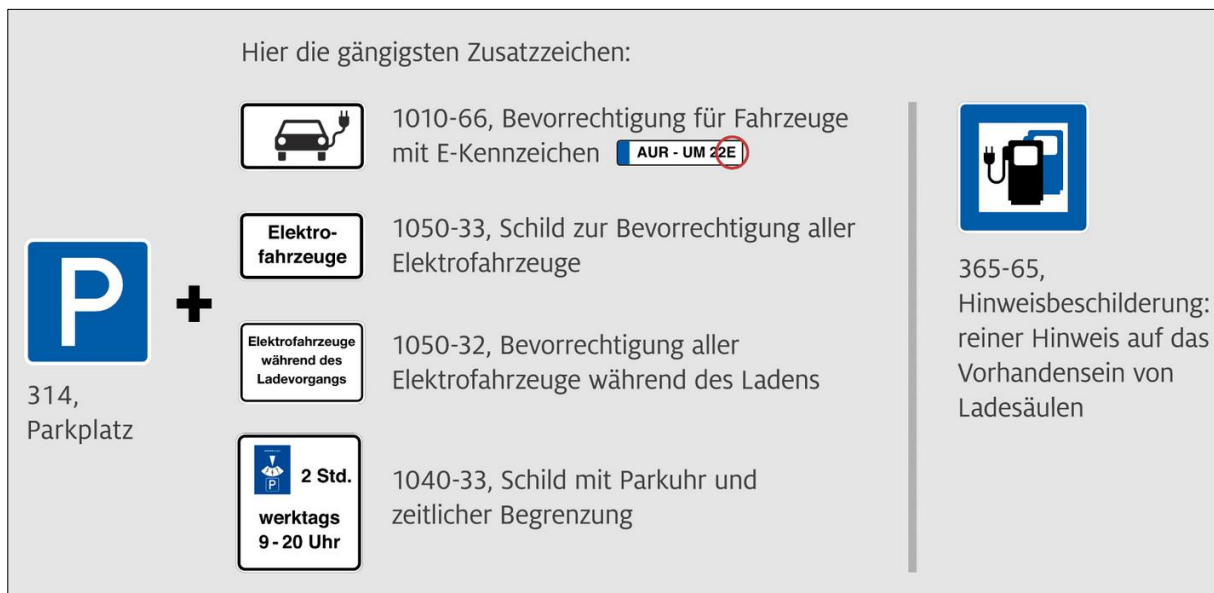 Hier die gängigsten Zusatzzeichen:
1010-66, Bevorrechtigung für Fahrzeuge
mit E-Kennzeichen
AUR - UM 22E
Elektro-
fahrzeuge
1050-33, Schild zur Bevorrechtigung aller
Elektrofahrzeuge
P
314,
Parkplatz
+
Elektrofahrzeuge
während des
Ladevorgangs
1050-32, Bevorrechtigung aller
Elektrofahrzeuge während des Ladens
P
2 Std.
werktags
9 - 20 Uhr
1040-33, Schild mit Parkuhr und
zeitlicher Begrenzung
365-65,
Hinweisbeschilderung:
reiner Hinweis auf das
Vorhandensein von
Ladesäulen